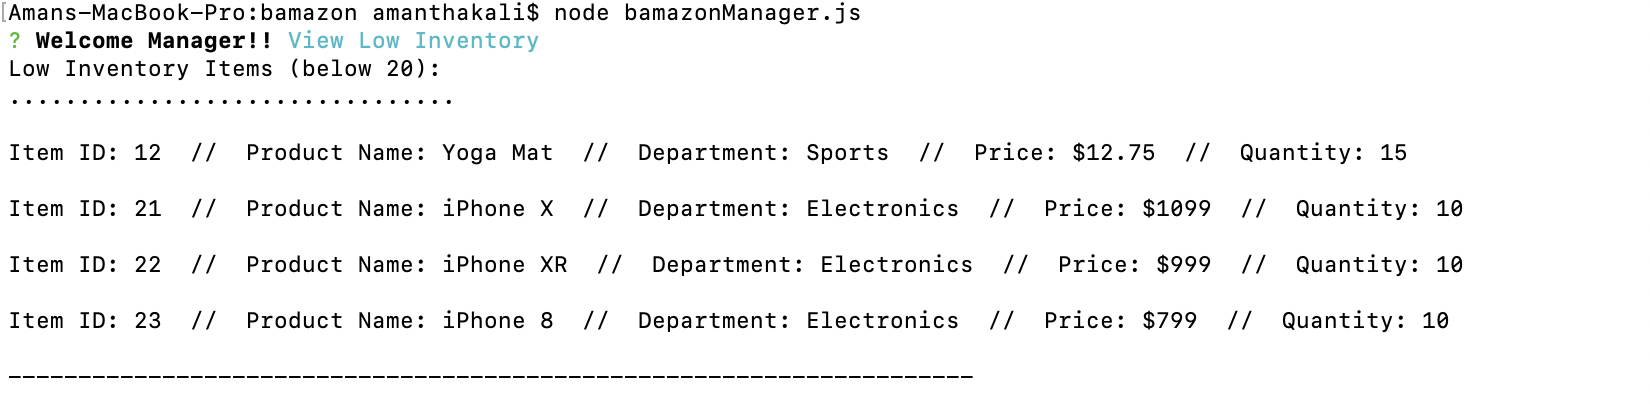 [Amans-MacBook-Pro:bamazon amanthakali$ node bamazonManager.js
? Welcome Manager!! View Low Inventory
Low Inventory Items (below 20):
................................
Item ID: 12  //  Product Name: Yoga Mat  //  Department: Sports  //  Price: $12.75  //  Quantity: 15
Item ID: 21  //  Product Name: iPhone X  //  Department: Electronics  //  Price: $1099  //  Quantity: 10
Item ID: 22  //  Product Name: iPhone XR  //  Department: Electronics  //  Price: $999  //  Quantity: 10
Item ID: 23  //  Product Name: iPhone 8  //  Department: Electronics  //  Price: $799  //  Quantity: 10
_____________________________________________________________________